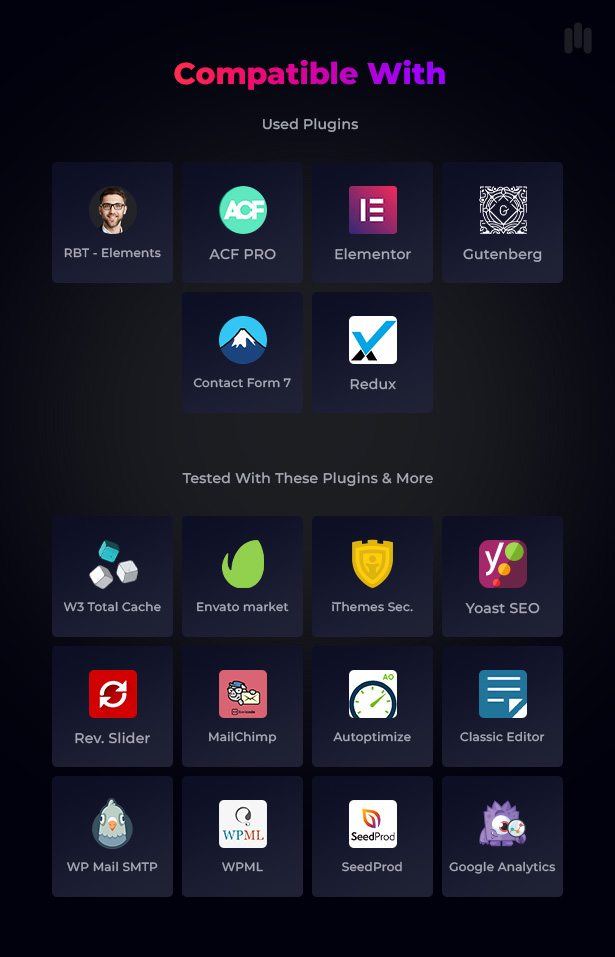 Compatible With
Used Plugins
RBT - Elements
ACF
ACF PRO
Elementor
G
Gutenberg
Contact Form 7
Redux
Tested With These Plugins & More
W3 Total Cache
Envato market
iThemes Sec.
y
Yoast SEO
Rev. Slider
MailChimp
AO
Autoptimize
Classic Editor
WP Mail SMTP
WPML
WPML
SeedProd
SeedProd
Google Analytics